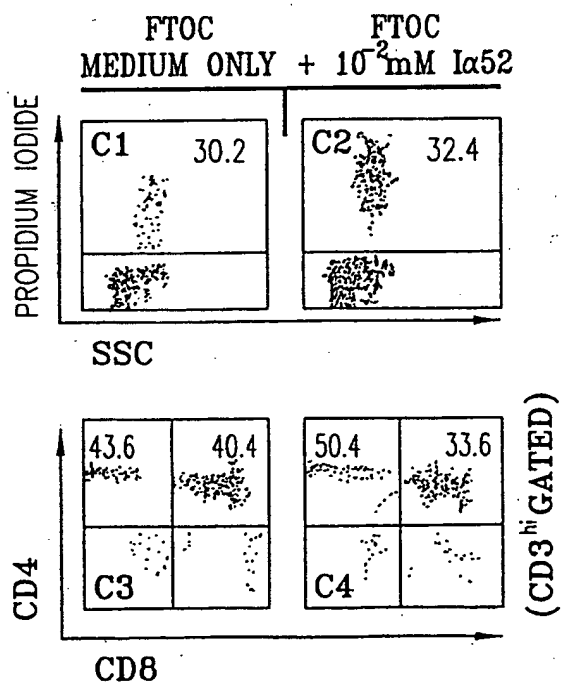 FTOC FTOC
MEDIUM ONLY + 10⁻²mM Iα52
PROPIDIUM IODIDE
C1 30.2
C2 32.4
SSC
CD4
43.6 40.4
C3
50.4 33.6
C4
(CD3ʰⁱ GATED)
CD8